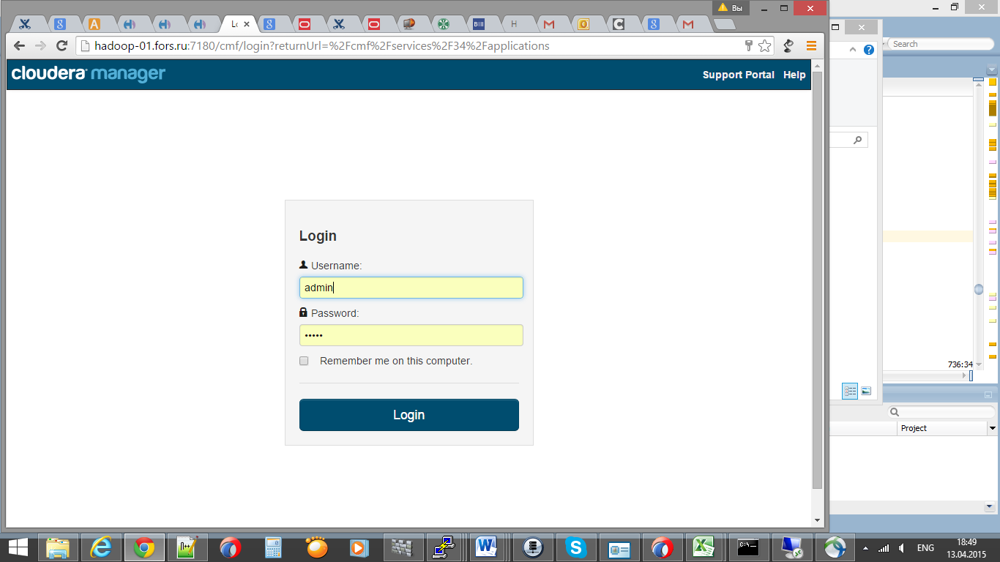 Вы
Lo
Bllll
H
hadoop-01.fors.ru:7180/cmf/login?returnUrl=%2Fcmf%2Fservices%2F34%2Fapplications
Search
cloudera manager
Support Portal Help
Login
Username:
admin
Password:
•••••
Remember me on this computer.
Login
736:34
Project
ENG
18:49
13.04.2015